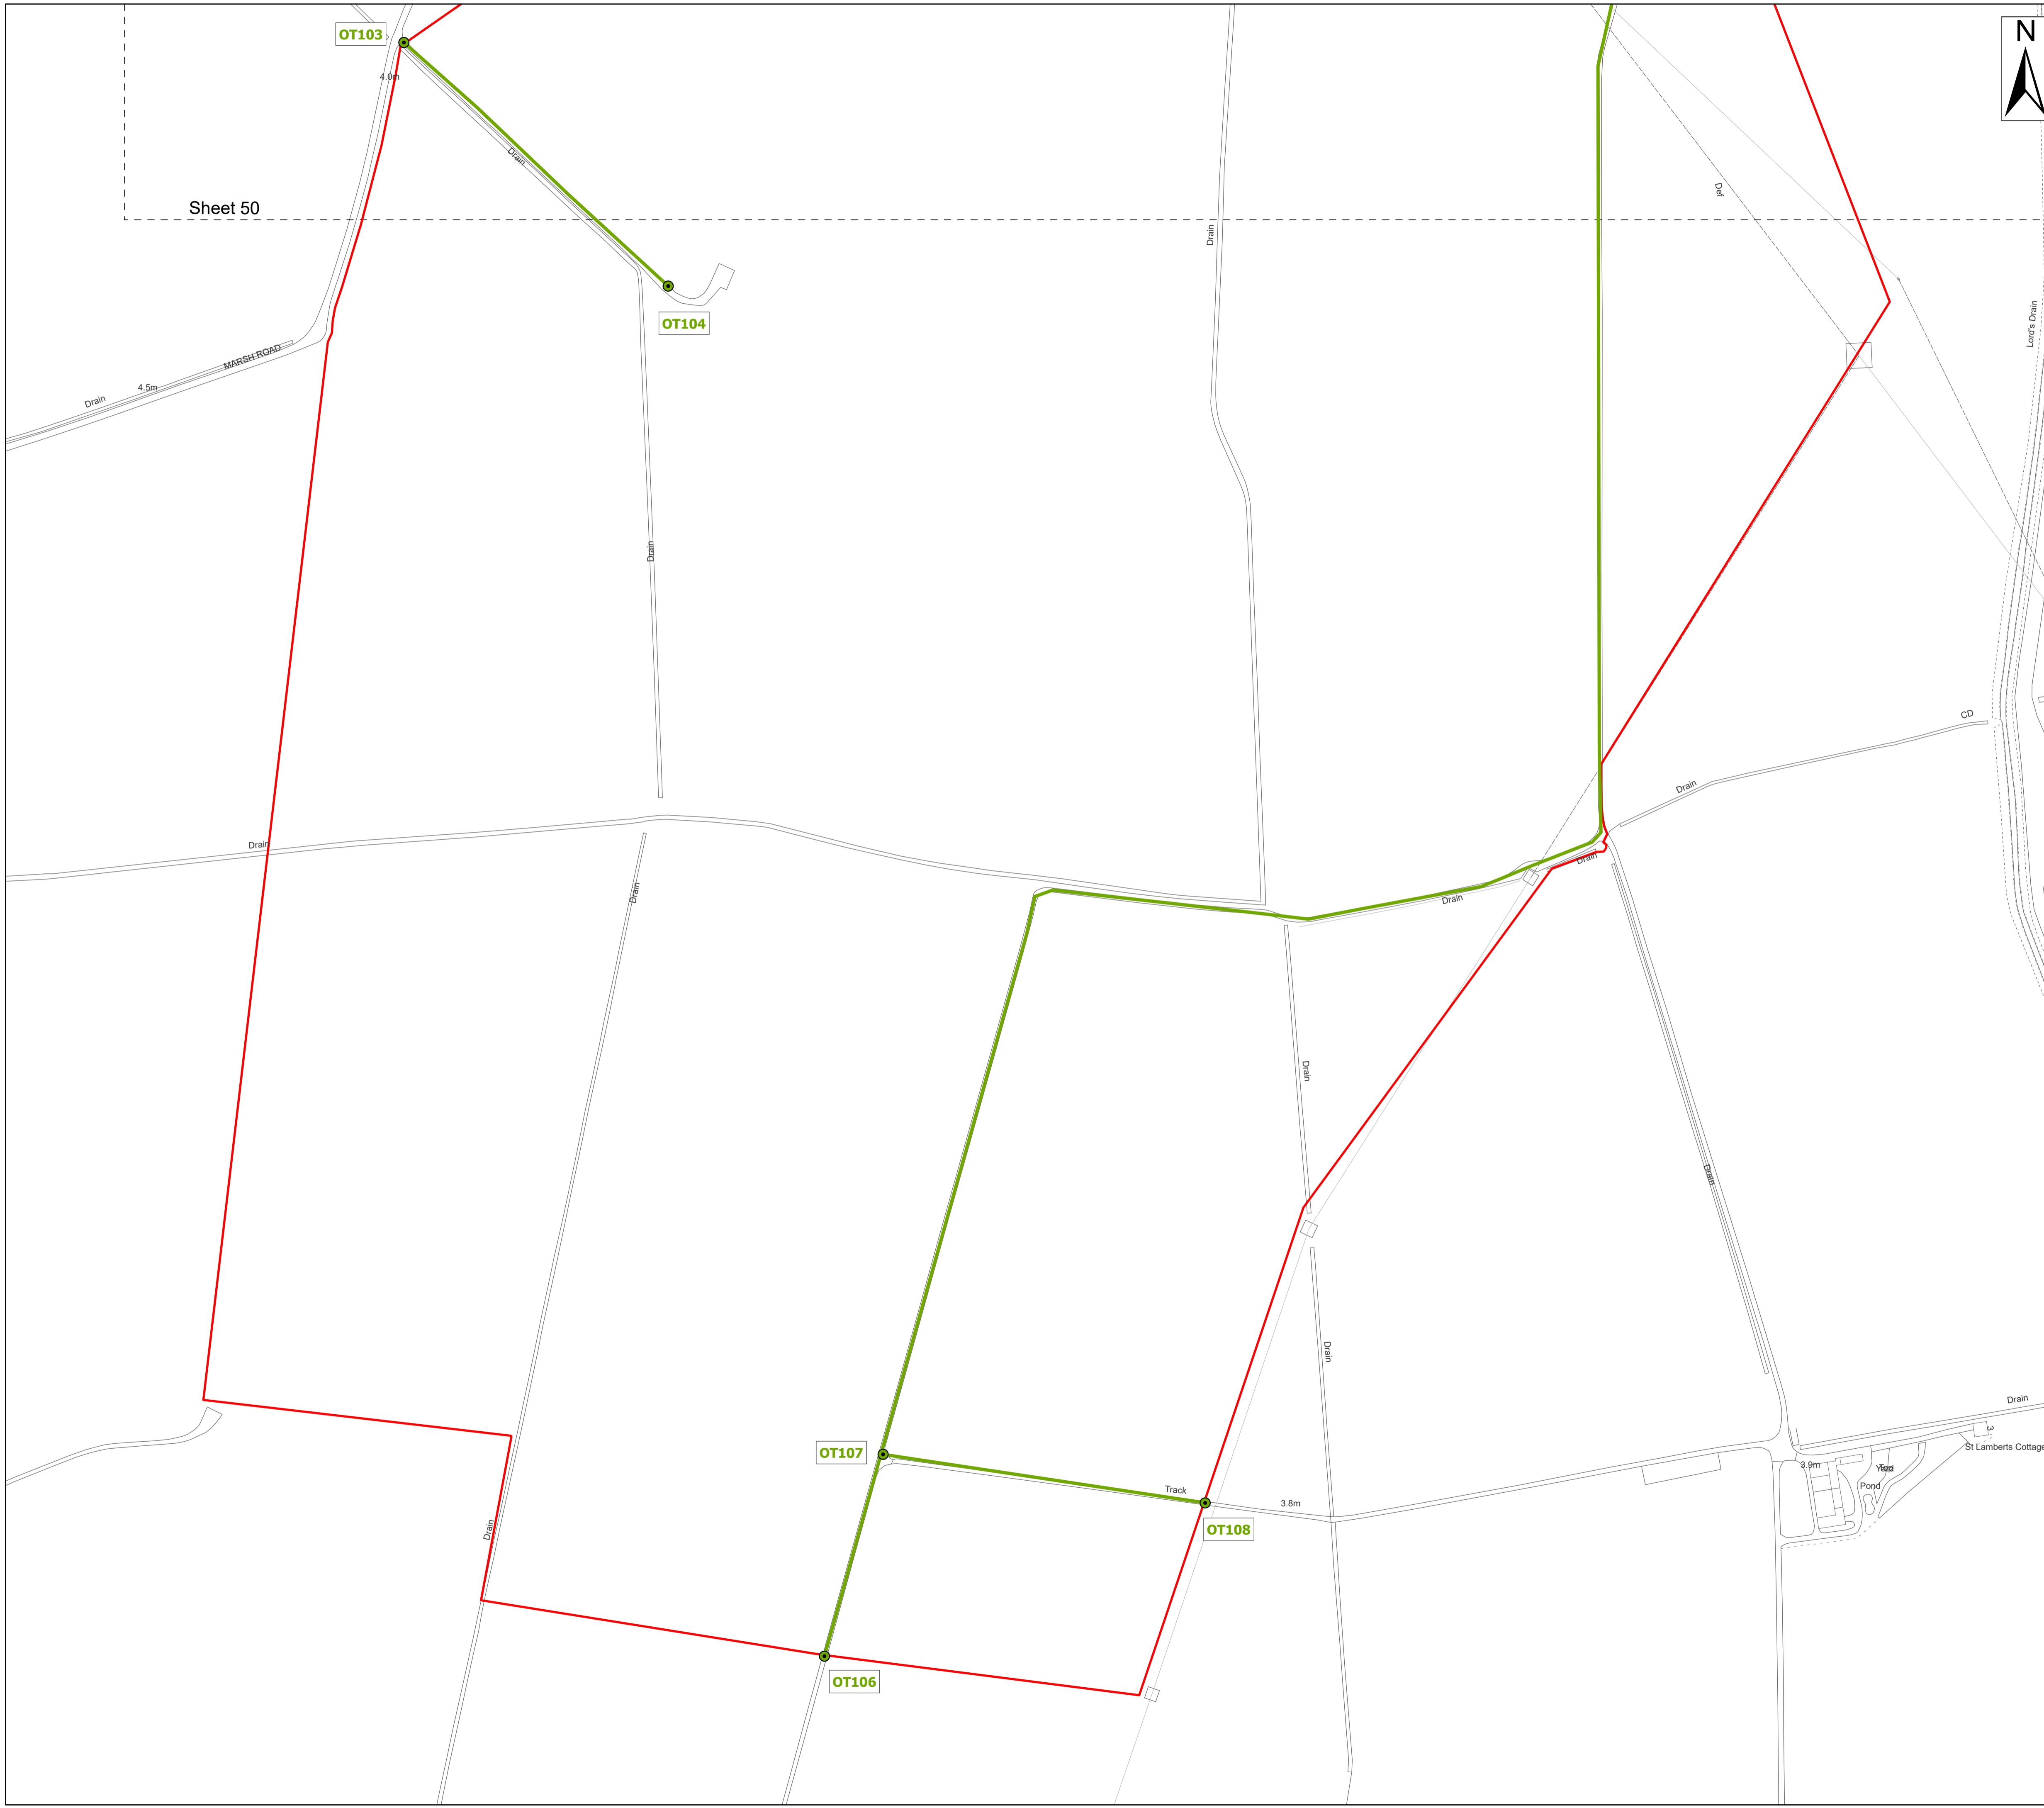 OT103
N
4.0m
Drain
Def
Sheet 50
Drain
OT104
Lord's Drain
MARSH ROAD
4.5m
Drain
Drain
CD
Drain
Drain
Drain
Drain
Drain
Drain
Drain
Drain
Drain
Drain
OT107
St Lamberts Cottage
3.9m
Yard
Pond
Track
3.8m
OT108
Drain
OT106